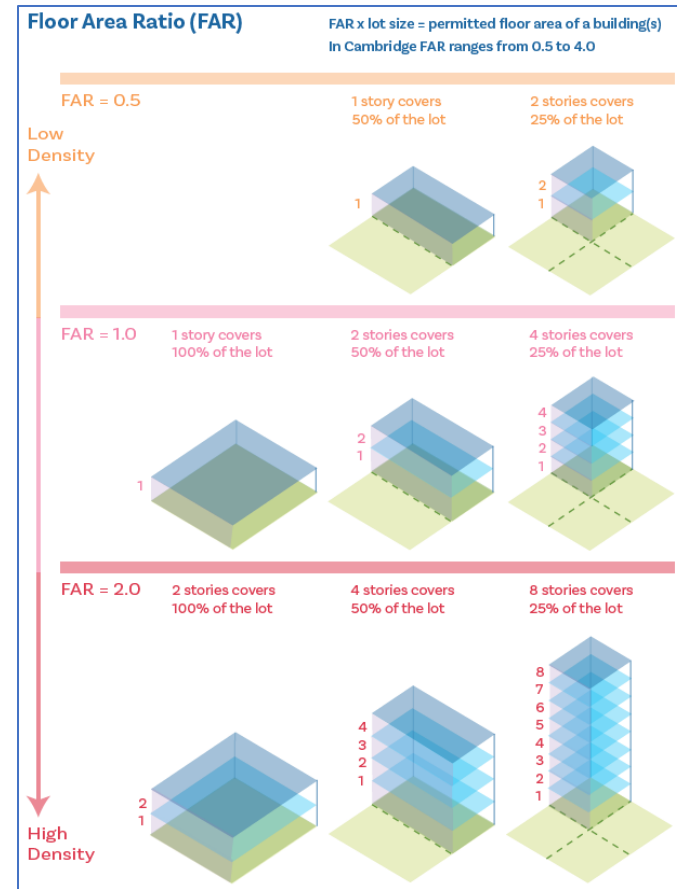 Floor Area Ratio (FAR)
FAR x lot size = permitted floor area of a building(s)
In Cambridge FAR ranges from 0.5 to 4.0
FAR = 0.5
1 story covers
50% of the lot
2 stories covers
25% of the lot
Low
Density
1
2
1
FAR = 1.0
1 story covers
100% of the lot
2 stories covers
50% of the lot
4 stories covers
25% of the lot
1
2
1
4
3
2
1
FAR = 2.0
2 stories covers
100% of the lot
4 stories covers
50% of the lot
8 stories covers
25% of the lot
2
1
4
3
2
1
8
7
6
5
4
3
2
1
High
Density